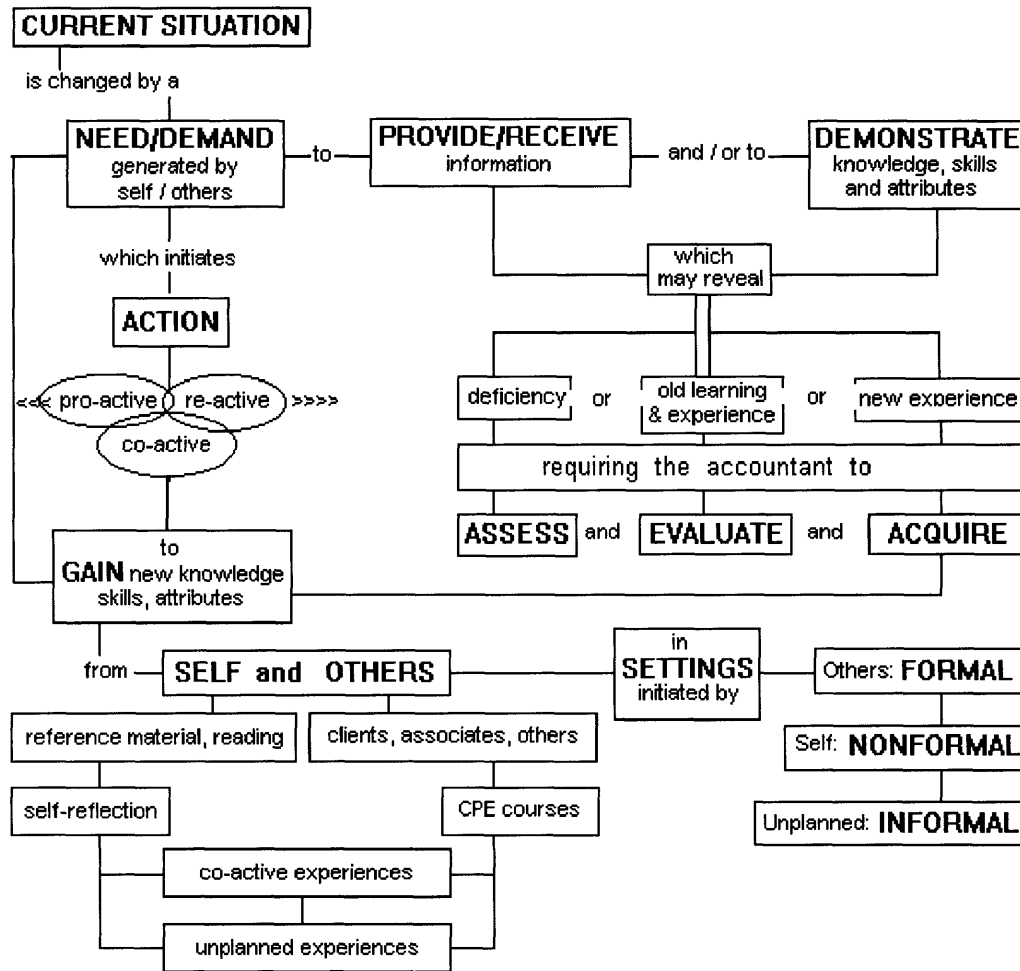 CURRENT SITUATION
is changed by a
NEED/DEMAND
generated by
self / others
to
PROVIDE/RECEIVE
information
and / or to
DEMONSTRATE
knowledge, skills
and attributes
which initiates
which
may reveal
ACTION
<<< pro-active
re-active >>>>
co-active
deficiency
or
old learning
& experience
or
new experience
requiring the accountant to
ASSESS and EVALUATE and ACQUIRE
to
GAIN new knowledge
skills, attributes
from
SELF and OTHERS
in
SETTINGS
initiated by
Others: FORMAL
Self: NONFORMAL
Unplanned: INFORMAL
reference material, reading
clients, associates, others
self-reflection
CPE courses
co-active experiences
unplanned experiences